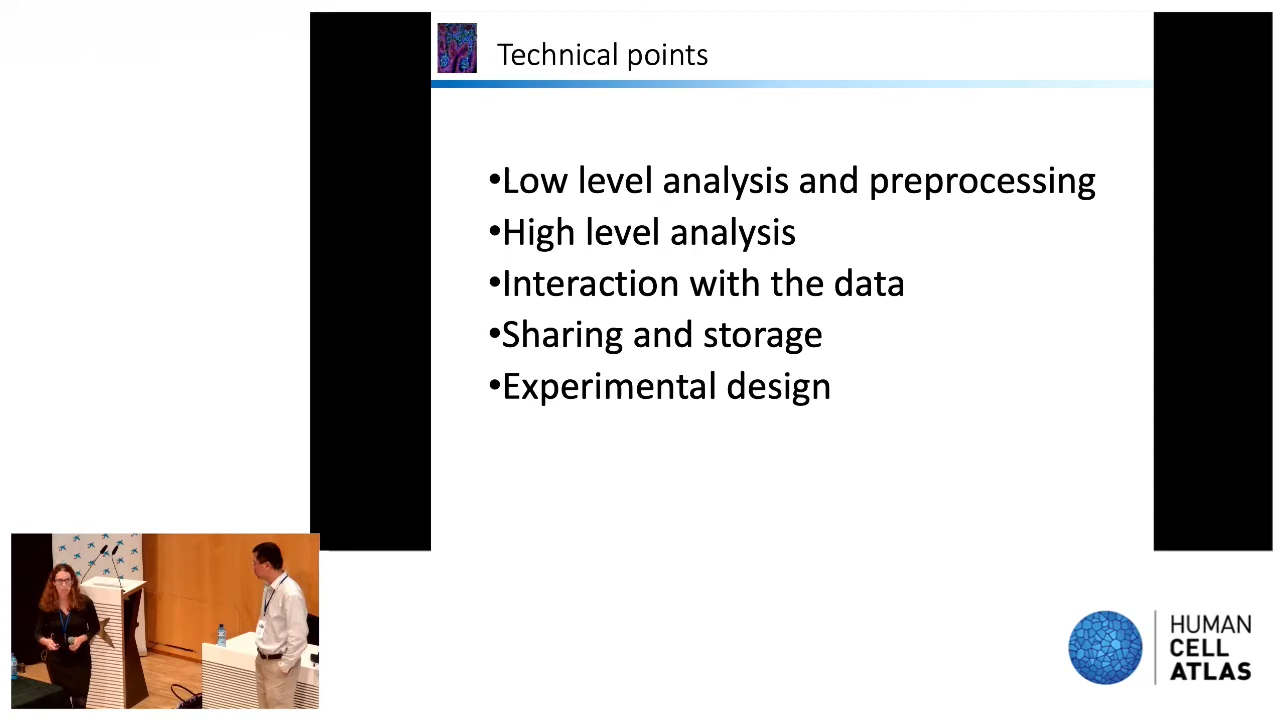 Technical points
•Low level analysis and preprocessing
•High level analysis
•Interaction with the data
•Sharing and storage
•Experimental design
HUMAN
CELL
ATLAS